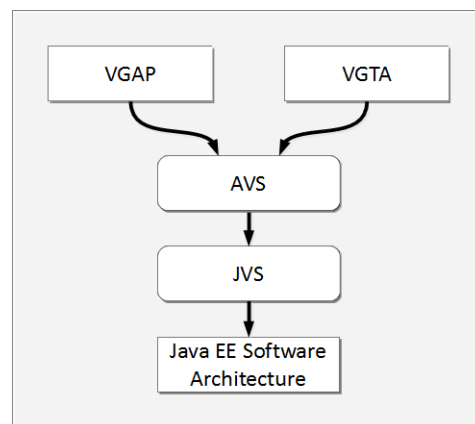 VGAP
VGTA
AVS
JVS
Java EE Software
Architecture